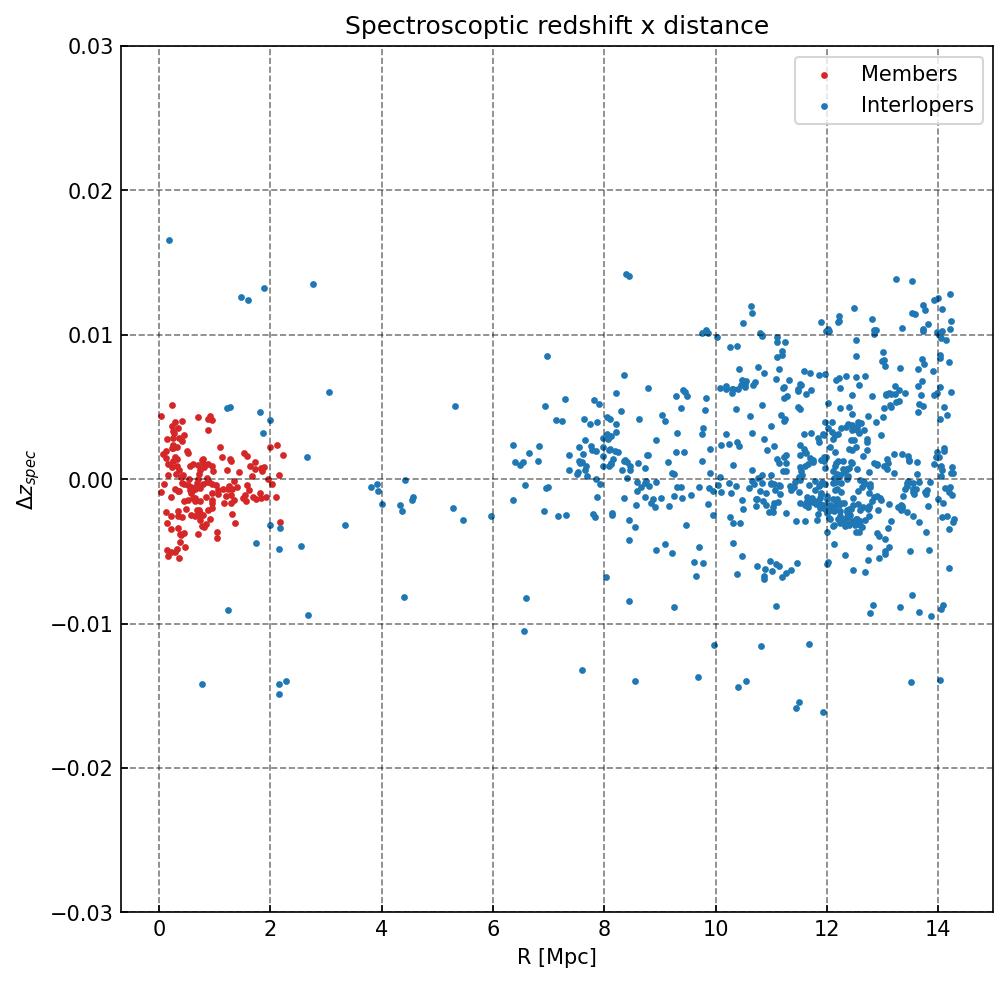 Spectroscoptic redshift x distance
Members
Interlopers
0.03
0.02
0.01
0.00
−0.01
−0.02
−0.03
Δz_spec
0 2 4 6 8 10 12 14
R [Mpc]